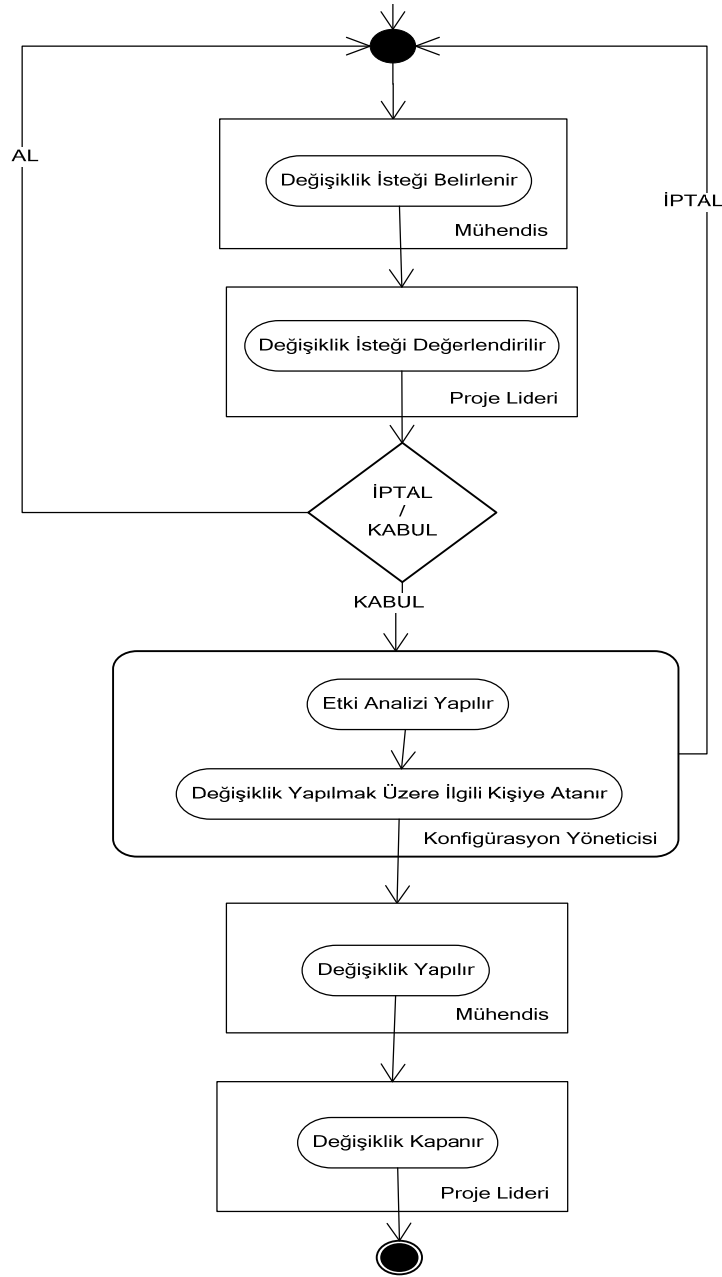 AL
Değişiklik İsteği Belirlenir
İPTAL
Mühendis
Değişiklik İsteği Değerlendirilir
Proje Lideri
İPTAL
/
KABUL
KABUL
Etki Analizi Yapılır
Değişiklik Yapılmak Üzere İlgili Kişiye Atanır
Konfigürasyon Yöneticisi
Değişiklik Yapılır
Mühendis
Değişiklik Kapanır
Proje Lideri